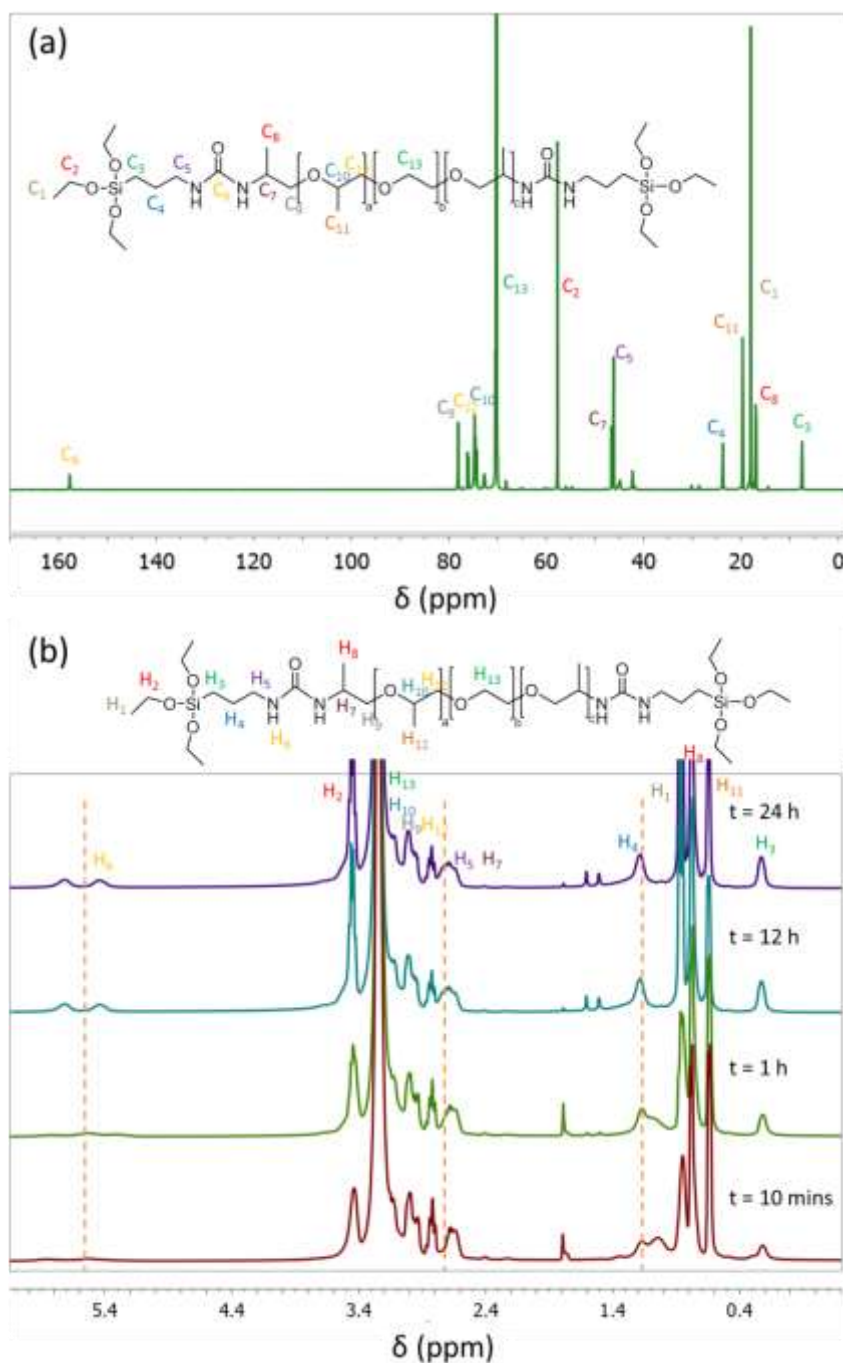 (a)
C₈
O
C₂
C₃
C₅
C₁₀
C₁₃
O
O
Si
O
N
H
C₆
N
H
C₇
C₉
C₁₁
C₁
C₄
a
b
c
O
O
O
O
N
H
N
H
Si
O
O
O
C₁₃
C₂
C₁
C₁₁
C₅
C₈
C₉
C₁₀
C₇
C₄
C₃
160
140
120
100
80
60
40
20
0
δ (ppm)
(b)
H₈
H₂
H₃
H₅
H₁₀
H₁₃
H₁
H₄
H₇
H₉
H₁₁
a
b
c
Si
O
O
O
O
N
H
N
H
O
O
O
O
N
H
N
H
Si
O
O
O
H₂
H₁₃
H₁₀
H₉
H₅
H₇
H₄
H₁
H₈
H₁₁
H₃
t = 24 h
t = 12 h
t = 1 h
t = 10 mins
5.4
4.4
3.4
2.4
1.4
0.4
δ (ppm)